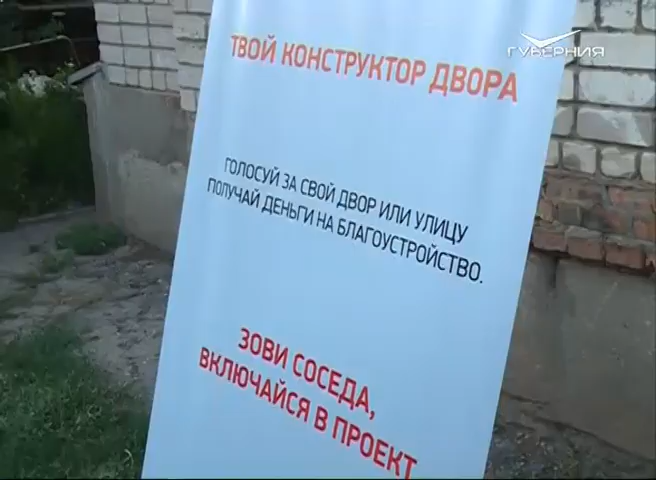 ГУБЕРНИЯ
ТВОЙ КОНСТРУКТОР ДВОРА
ГОЛОСУЙ ЗА СВОЙ ДВОР ИЛИ УЛИЦУ
ПОЛУЧАЙ ДЕНЬГИ НА БЛАГОУСТРОЙСТВО.
ЗОВИ СОСЕДА,
ВКЛЮЧАЙСЯ В ПРОЕКТ